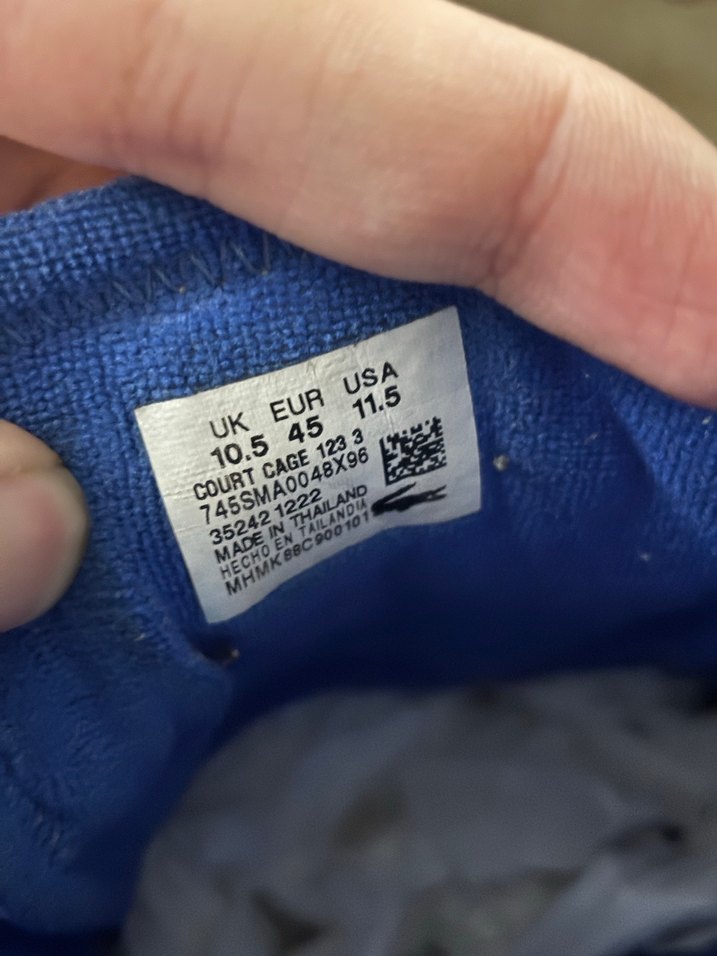 UK EUR USA
10.5 45 11.5
COURT CAGE 123 3
745SMA0048X96
35242 1222
MADE IN THAILAND
HECHO EN TAILANDIA
MHMK88C900101